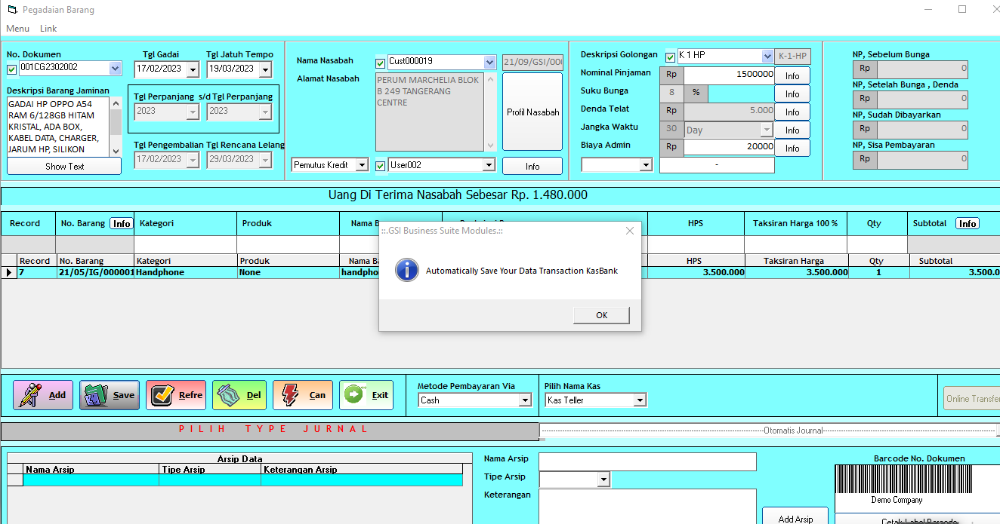 Pegadaian Barang
Menu Link
No. Dokumen
001CG2302002
Tgl Gadai
17/02/2023
Tgl Jatuh Tempo
19/03/2023
Deskripsi Barang Jaminan
GADAI HP OPPO A54
RAM 6/128GB HITAM
KRISTAL, ADA BOX,
KABEL DATA, CHARGER,
JARUM HP, SILIKON
Show Text
Tgl Perpanjang s/d Tgl Perpanjang
2023 2023
Tgl Pengembalian Tgl Rencana Lelang
17/02/2023 29/03/2023
Nama Nasabah
Cust000019
21/09/GSI/000
Alamat Nasabah
PERUM MARCHELIA BLOK
B 249 TANGERANG
CENTRE
Profil Nasabah
Pemutus Kredit User002 Info
Deskripsi Golongan K 1 HP K-1-HP
Nominal Pinjaman Rp 1500000 Info
Suku Bunga 8 % Info
Denda Telat Rp 5.000 Info
Jangka Waktu 30 Day Info
Biaya Admin Rp 20000 Info
-
NP, Sebelum Bunga
Rp 0
NP, Setelah Bunga , Denda
Rp 0
NP, Sudah Dibayarkan
Rp 0
NP, Sisa Pembayaran
Rp 0
Uang Di Terima Nasabah Sebesar Rp. 1.480.000
Record No. Barang Info Kategori Produk Nama B HPS Taksiran Harga 100 % Qty Subtotal Info
Record No. Barang Kategori Produk Nama Ba HPS Taksiran Harga Qty Subtotal
7 21/05/IG/000001 Handphone None handpho 3.500.000 3.500.000 1 3.500.0
::.GSI Business Suite Modules.::
Automatically Save Your Data Transaction KasBank
OK
Add Save Refre Del Can Exit
Metode Pembayaran Via
Cash
Pilih Nama Kas
Kas Teller
Online Transfer
PILIH TYPE JURNAL
Otomatis Journal
Arsip Data
Nama Arsip Tipe Arsip Keterangan Arsip
Nama Arsip
Tipe Arsip
Keterangan
Add Arsip
Barcode No. Dokumen
Demo Company
Cetak Label Barcode